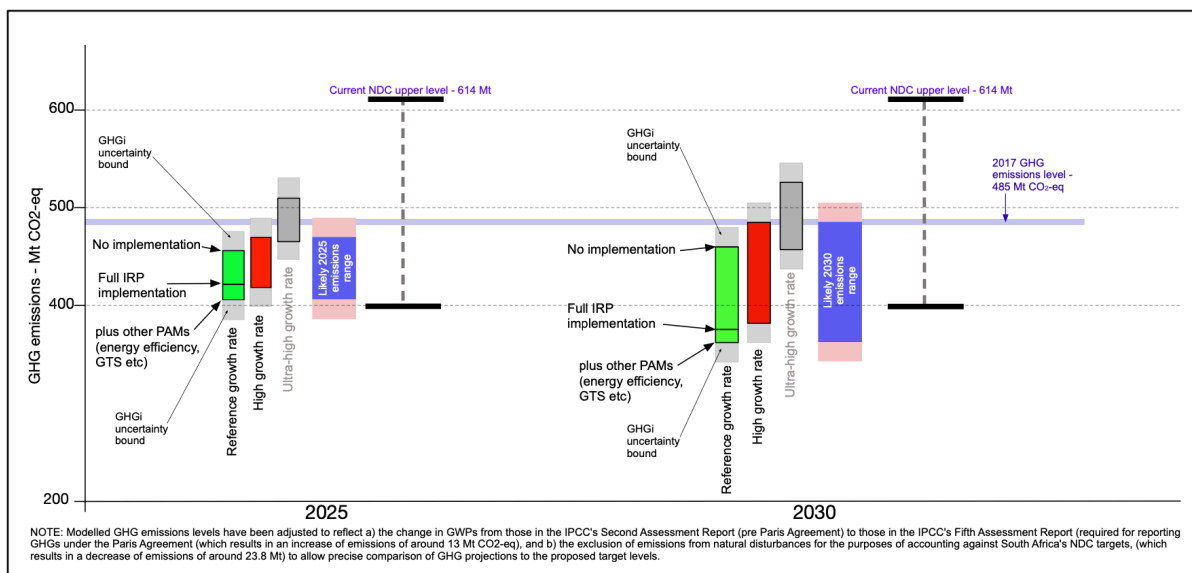 Current NDC upper level - 614 Mt
Current NDC upper level - 614 Mt
600
GHGi
uncertainty
bound
GHGi
uncertainty
bound
2017 GHG
emissions level -
485 Mt CO2-eq
500
No implementation
No implementation
Full IRP
implementation
Full IRP
implementation
400
plus other PAMs
(energy efficiency,
GTS etc)
plus other PAMs
(energy efficiency,
GTS etc)
GHGi
uncertainty
bound
GHGi
uncertainty
bound
GHG emissions - Mt CO2-eq
Reference growth rate
High growth rate
Ultra-high growth rate
Likely 2025
emissions
range
Reference growth rate
High growth rate
Ultra-high growth rate
Likely 2030
emissions
range
200
2025
2030
NOTE: Modelled GHG emissions levels have been adjusted to reflect a) the change in GWPs from those in the IPCC's Second Assessment Report (pre Paris Agreement) to those in the IPCC's Fifth Assessment Report (required for reporting
GHGs under the Paris Agreement (which results in an increase of emissions of around 13 Mt CO2-eq), and b) the exclusion of emissions from natural disturbances for the purposes of accounting against South Africa's NDC targets, (which
results in a decrease of emissions of around 23.8 Mt) to allow precise comparison of GHG projections to the proposed target levels.